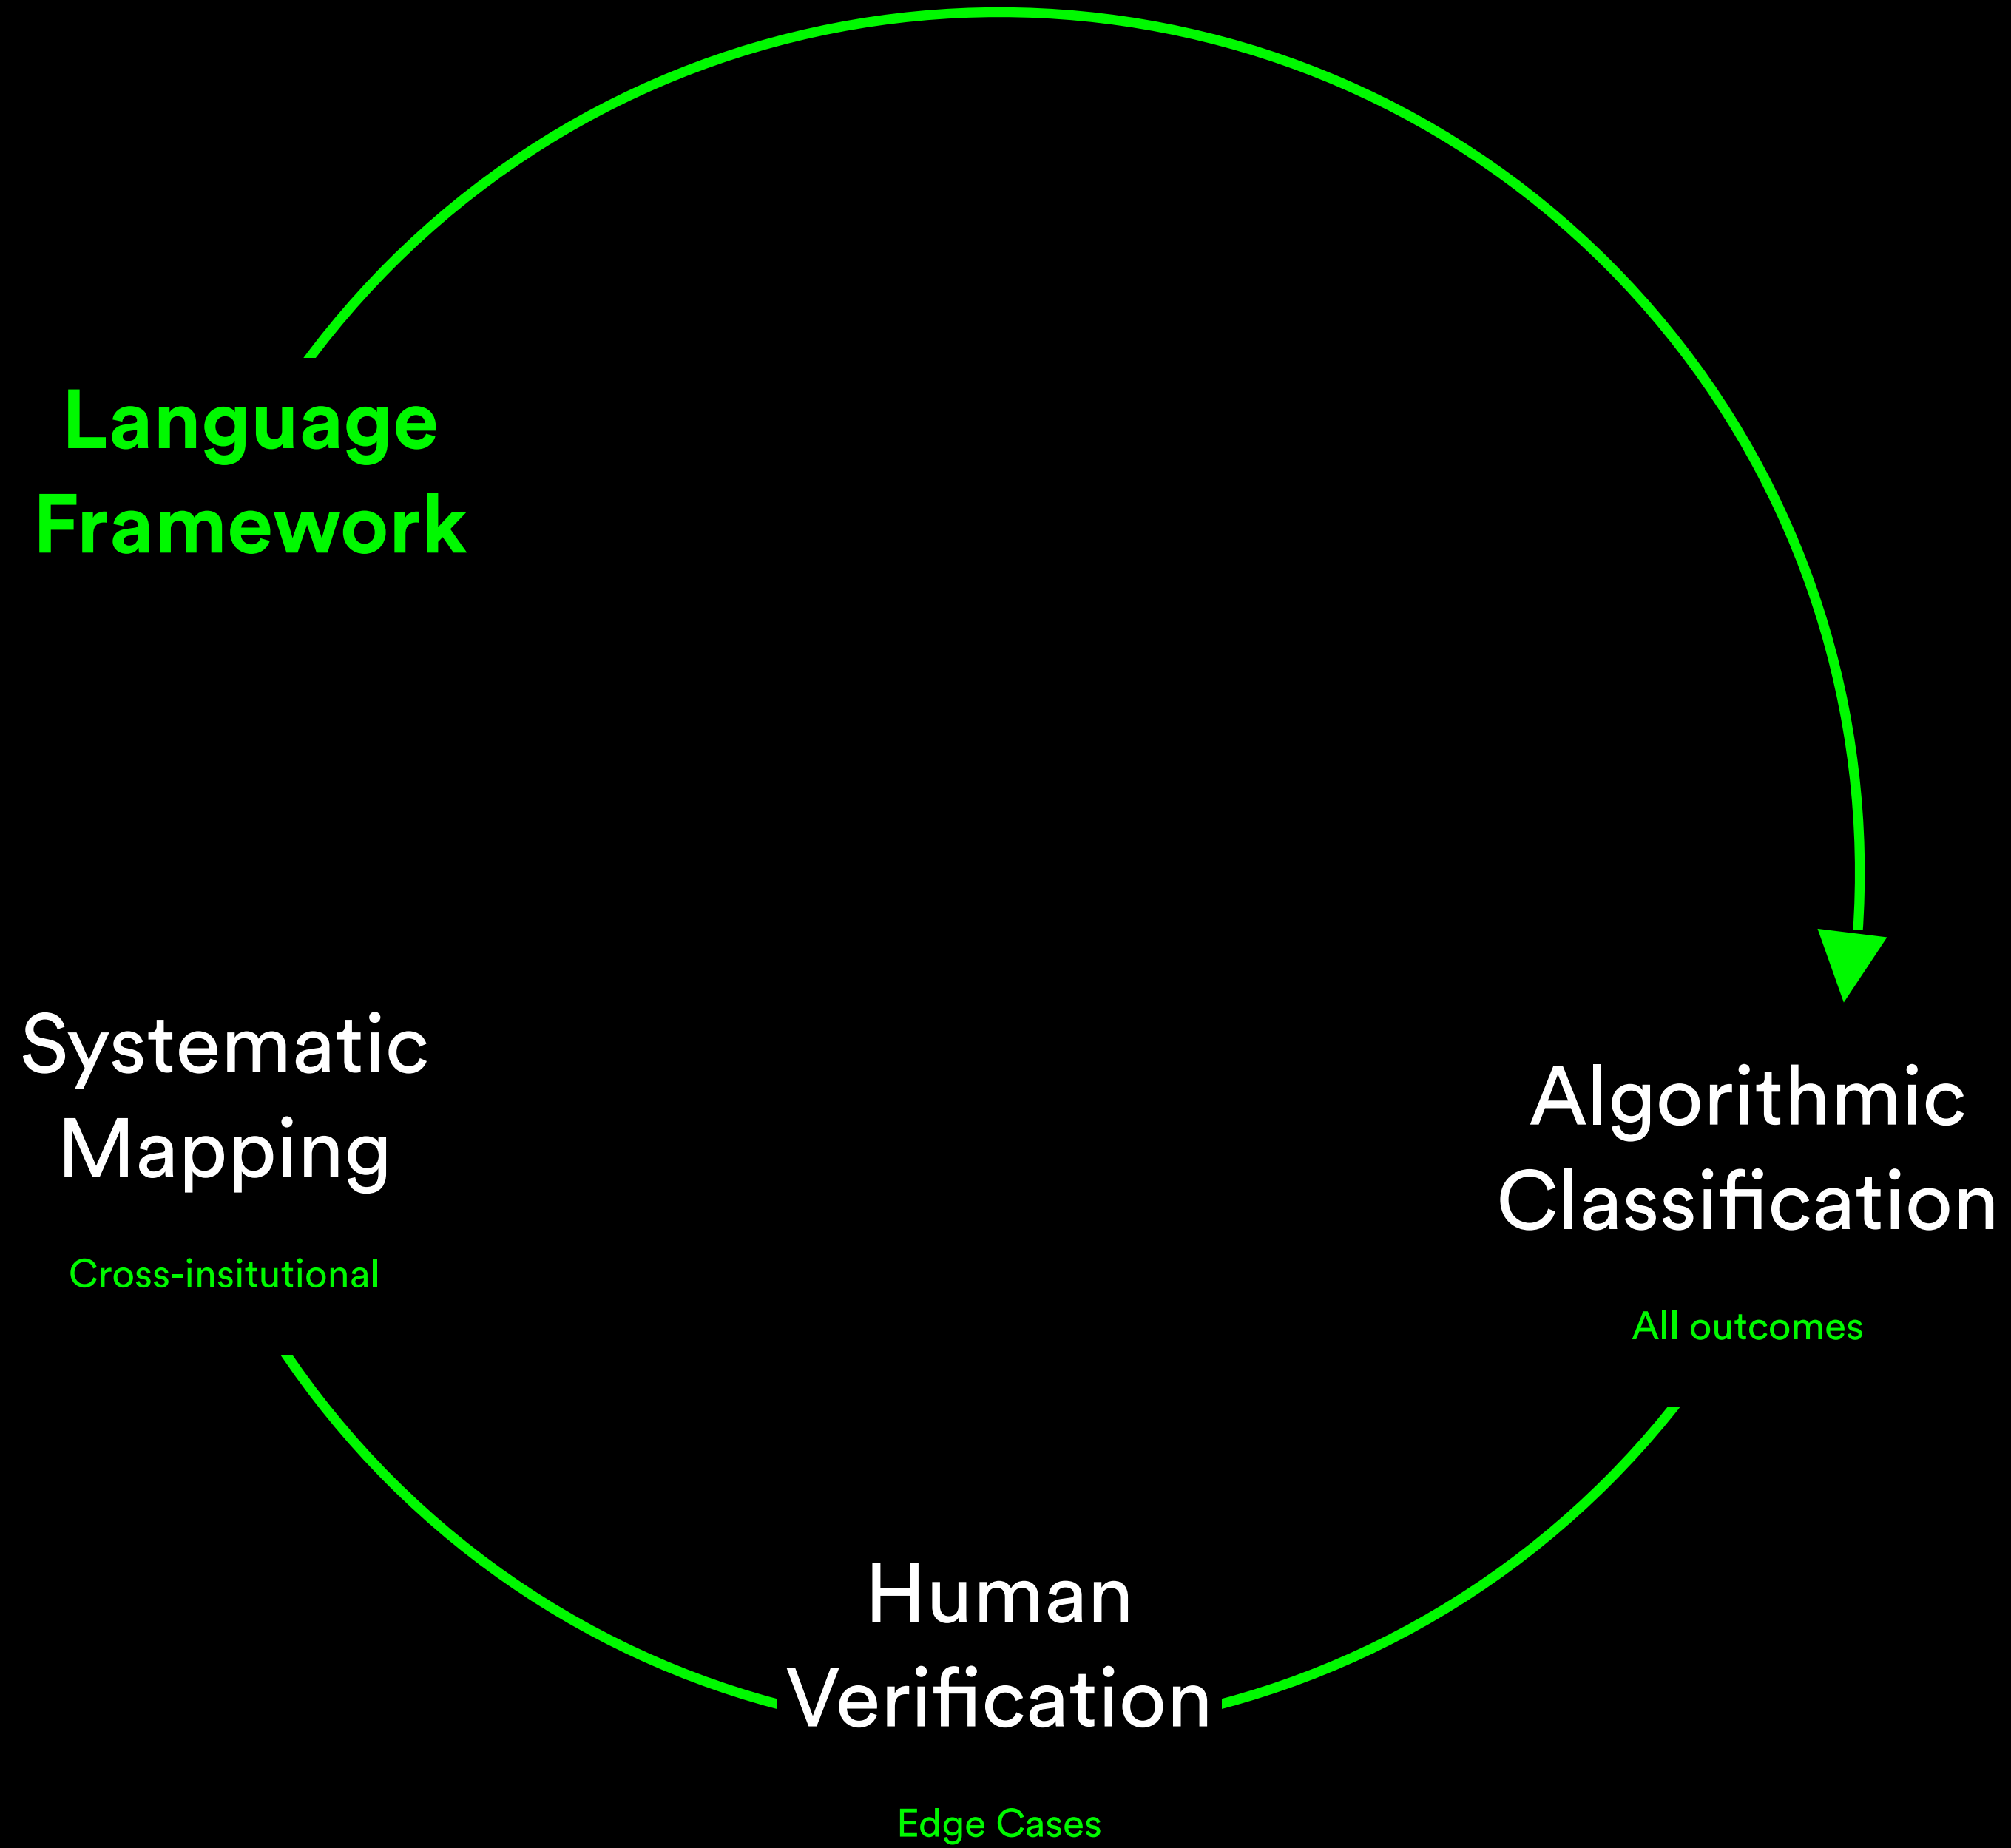 Language
Framework
Systematic
Mapping
Cross-insitutional
Algorithmic
Classification
All outcomes
Human
Verification
Edge Cases